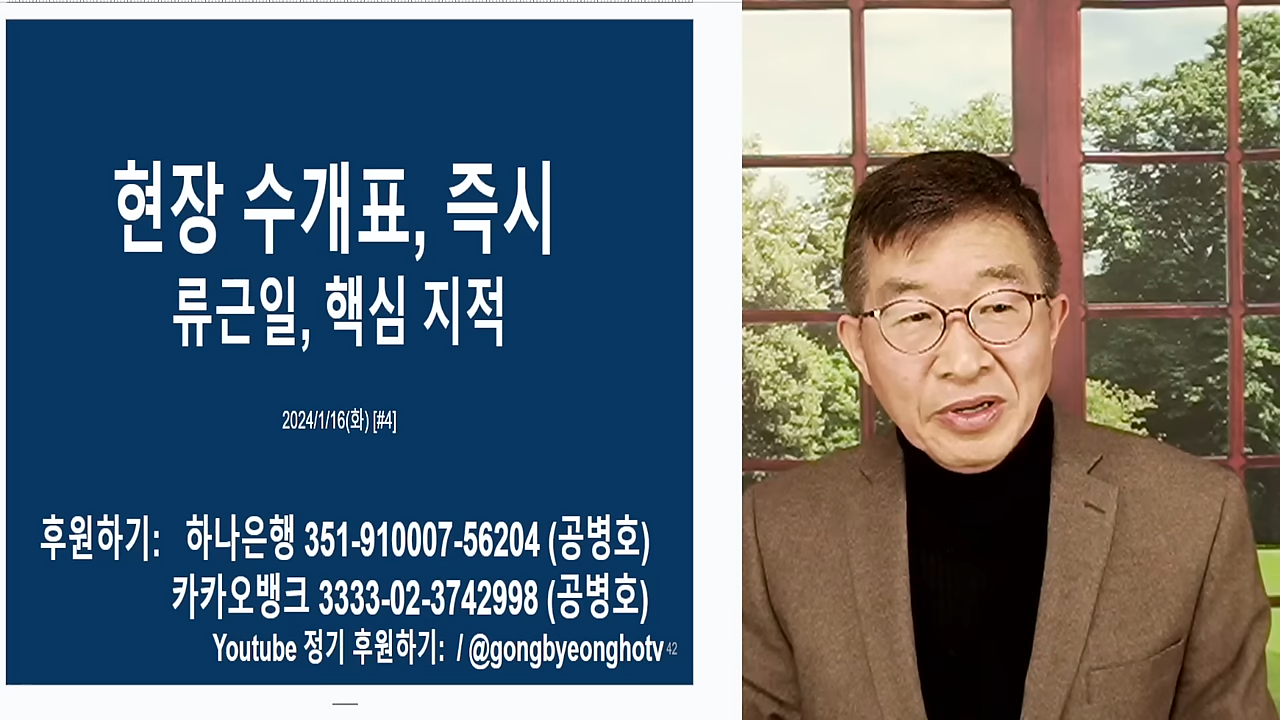 현장 수개표, 즉시
류근일, 핵심 지적
2024/1/16(화) [#4]
후원하기: 하나은행 351-910007-56204 (공병호)
카카오뱅크 3333-02-3742998 (공병호)
Youtube 정기 후원하기: / @gongbyeonghotv 42